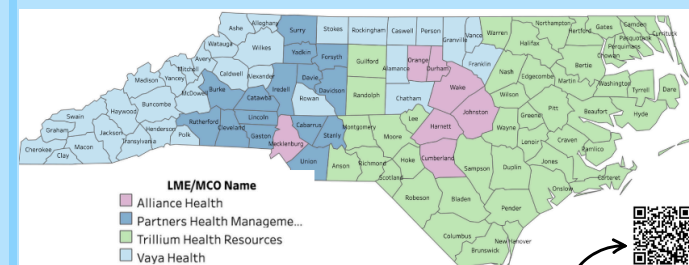 Ashe
Alleghany
Surry
Stokes
Rockingham
Caswell
Person
Granville
Vance
Warren
Northampton
Hertford
Gates
Camden
Currituck
Pasquotank
Perquimans
Chowan
Halifax
Bertie
Watauga
Wilkes
Yadkin
Forsyth
Guilford
Alamance
Orange
Durham
Franklin
Nash
Edgecombe
Martin
Washington
Tyrrell
Dare
Mitchell
Yancey
Madison
Caldwell
Alexander
Iredell
Davie
Davidson
Randolph
Chatham
Wake
Wilson
Pitt
Beaufort
Hyde
McDowell
Burke
Catawba
Rowan
Buncombe
Haywood
Swain
Graham
Cherokee
Clay
Macon
Jackson
Transylvania
Henderson
Polk
Rutherford
Cleveland
Lincoln
Gaston
Mecklenburg
Cabarrus
Stanly
Union
Montgomery
Moore
Lee
Harnett
Johnston
Wayne
Greene
Lenoir
Craven
Pamlico
Jones
Carteret
Onslow
Duplin
Sampson
Cumberland
Hoke
Scotland
Richmond
Anson
Robeson
Bladen
Pender
Columbus
Brunswick
New Hanover
LME/MCO Name
Alliance Health
Partners Health Manageme...
Trillium Health Resources
Vaya Health